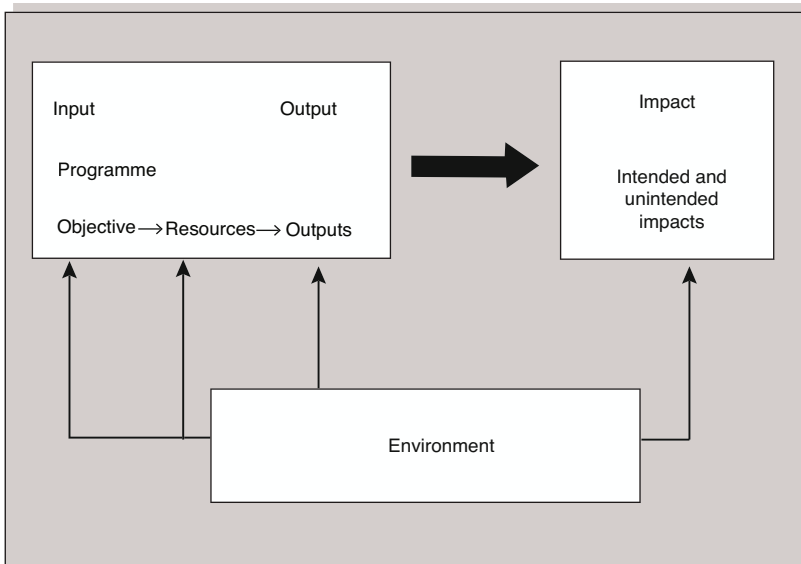 Input Output
Programme
Objective → Resources → Outputs
Impact
Intended and
unintended
impacts
Environment